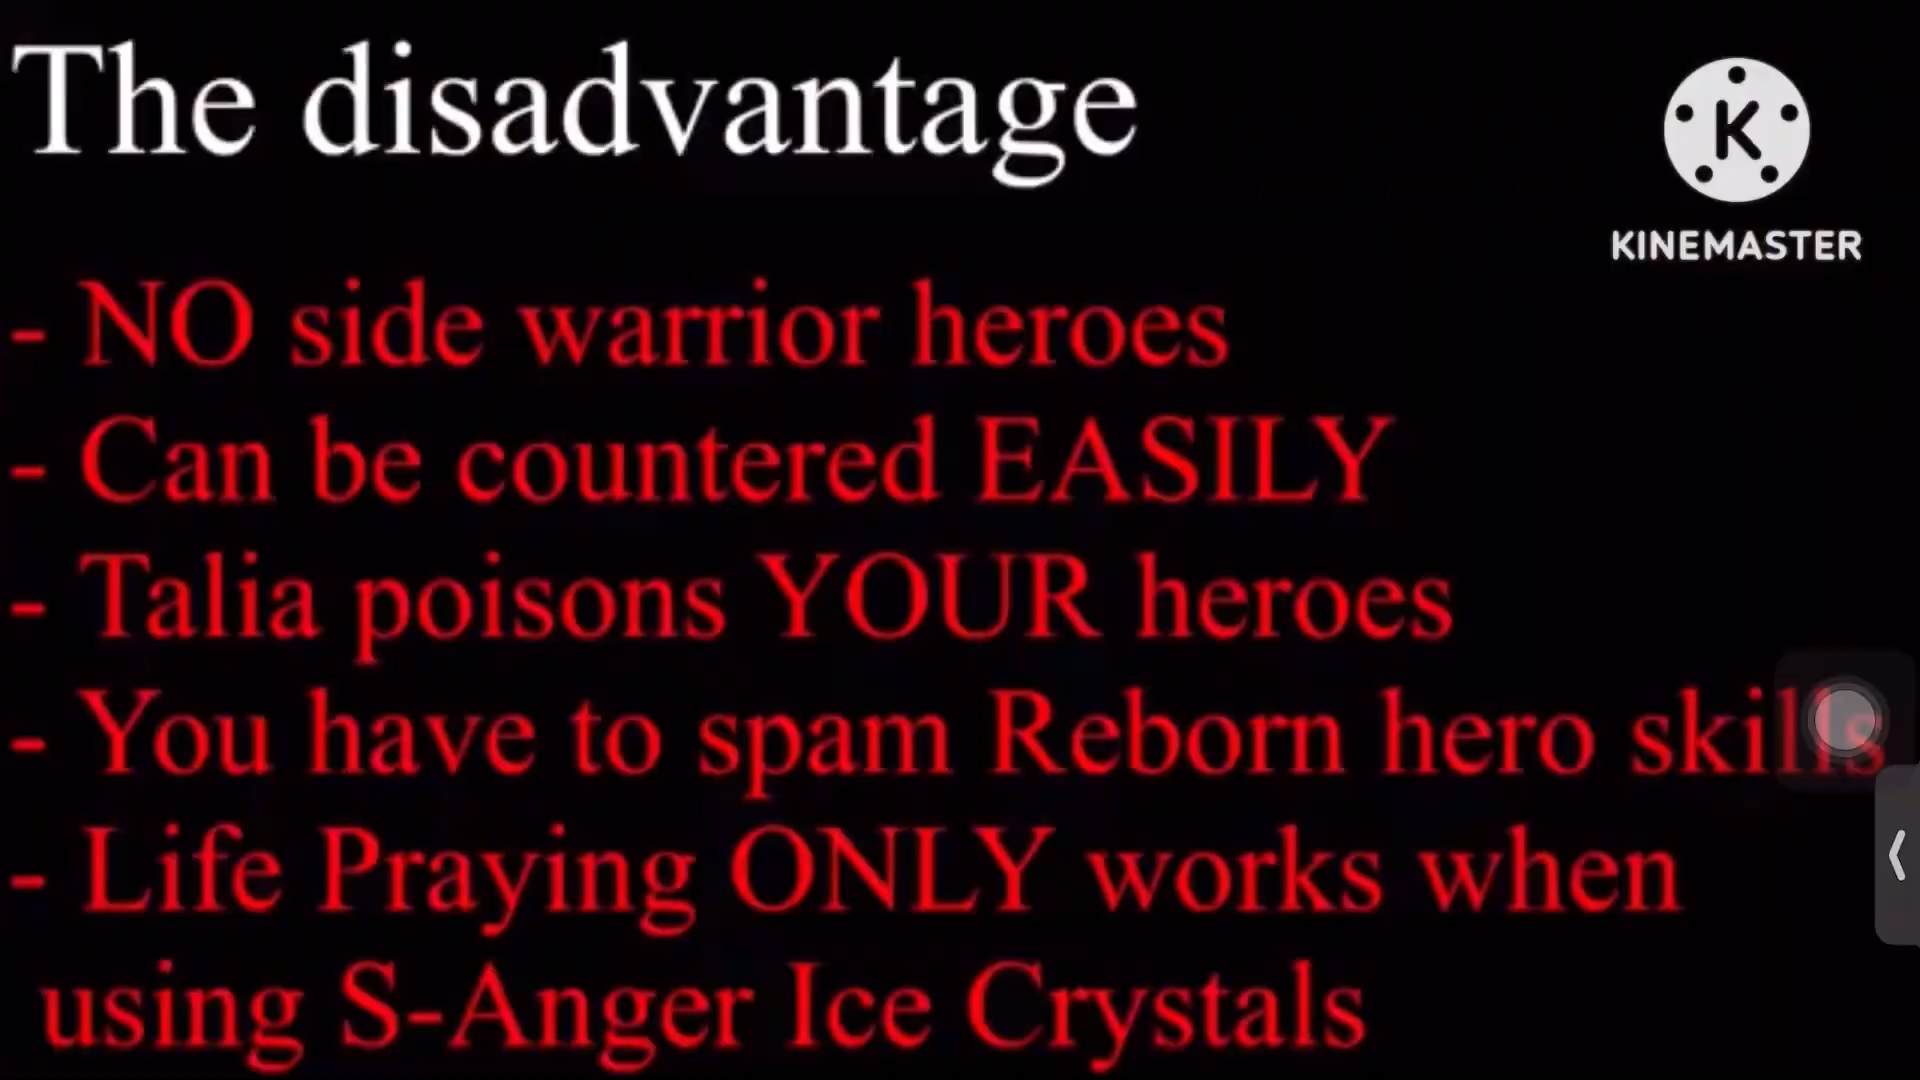 The disadvantage
KINEMASTER
- NO side warrior heroes
- Can be countered EASILY
- Talia poisons YOUR heroes
- You have to spam Reborn hero skills
- Life Praying ONLY works when
using S-Anger Ice Crystals